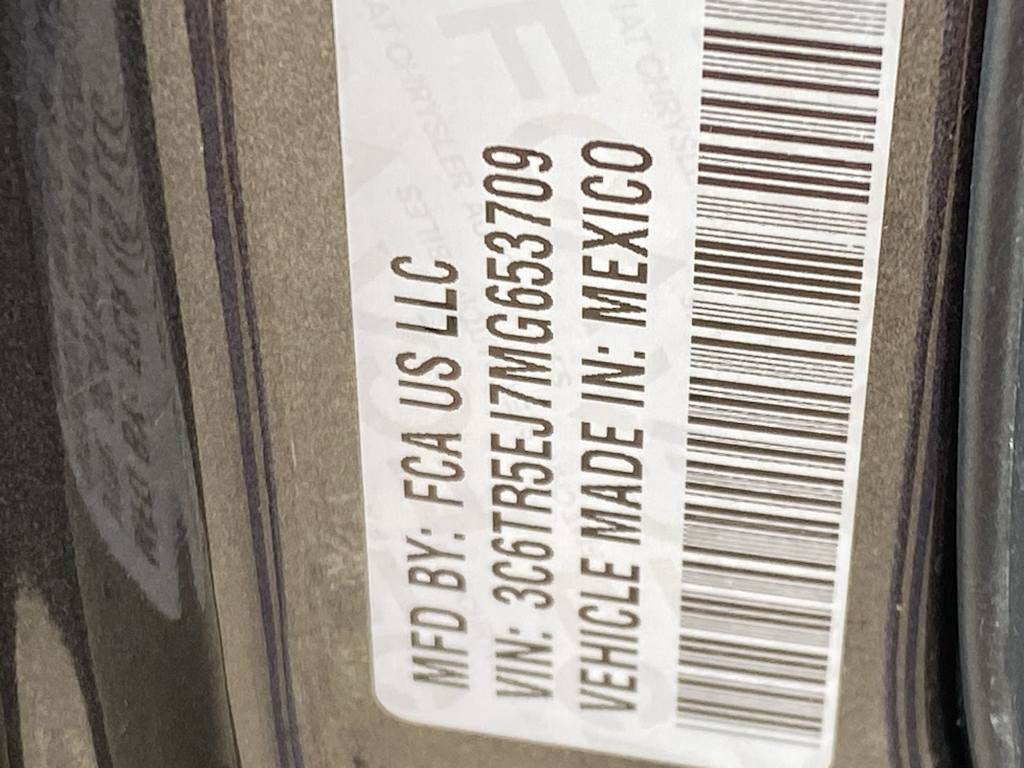 MFD BY: FCA US LLC
VIN: 3C6TR5EJ7MG653709
VEHICLE MADE IN: MEXICO